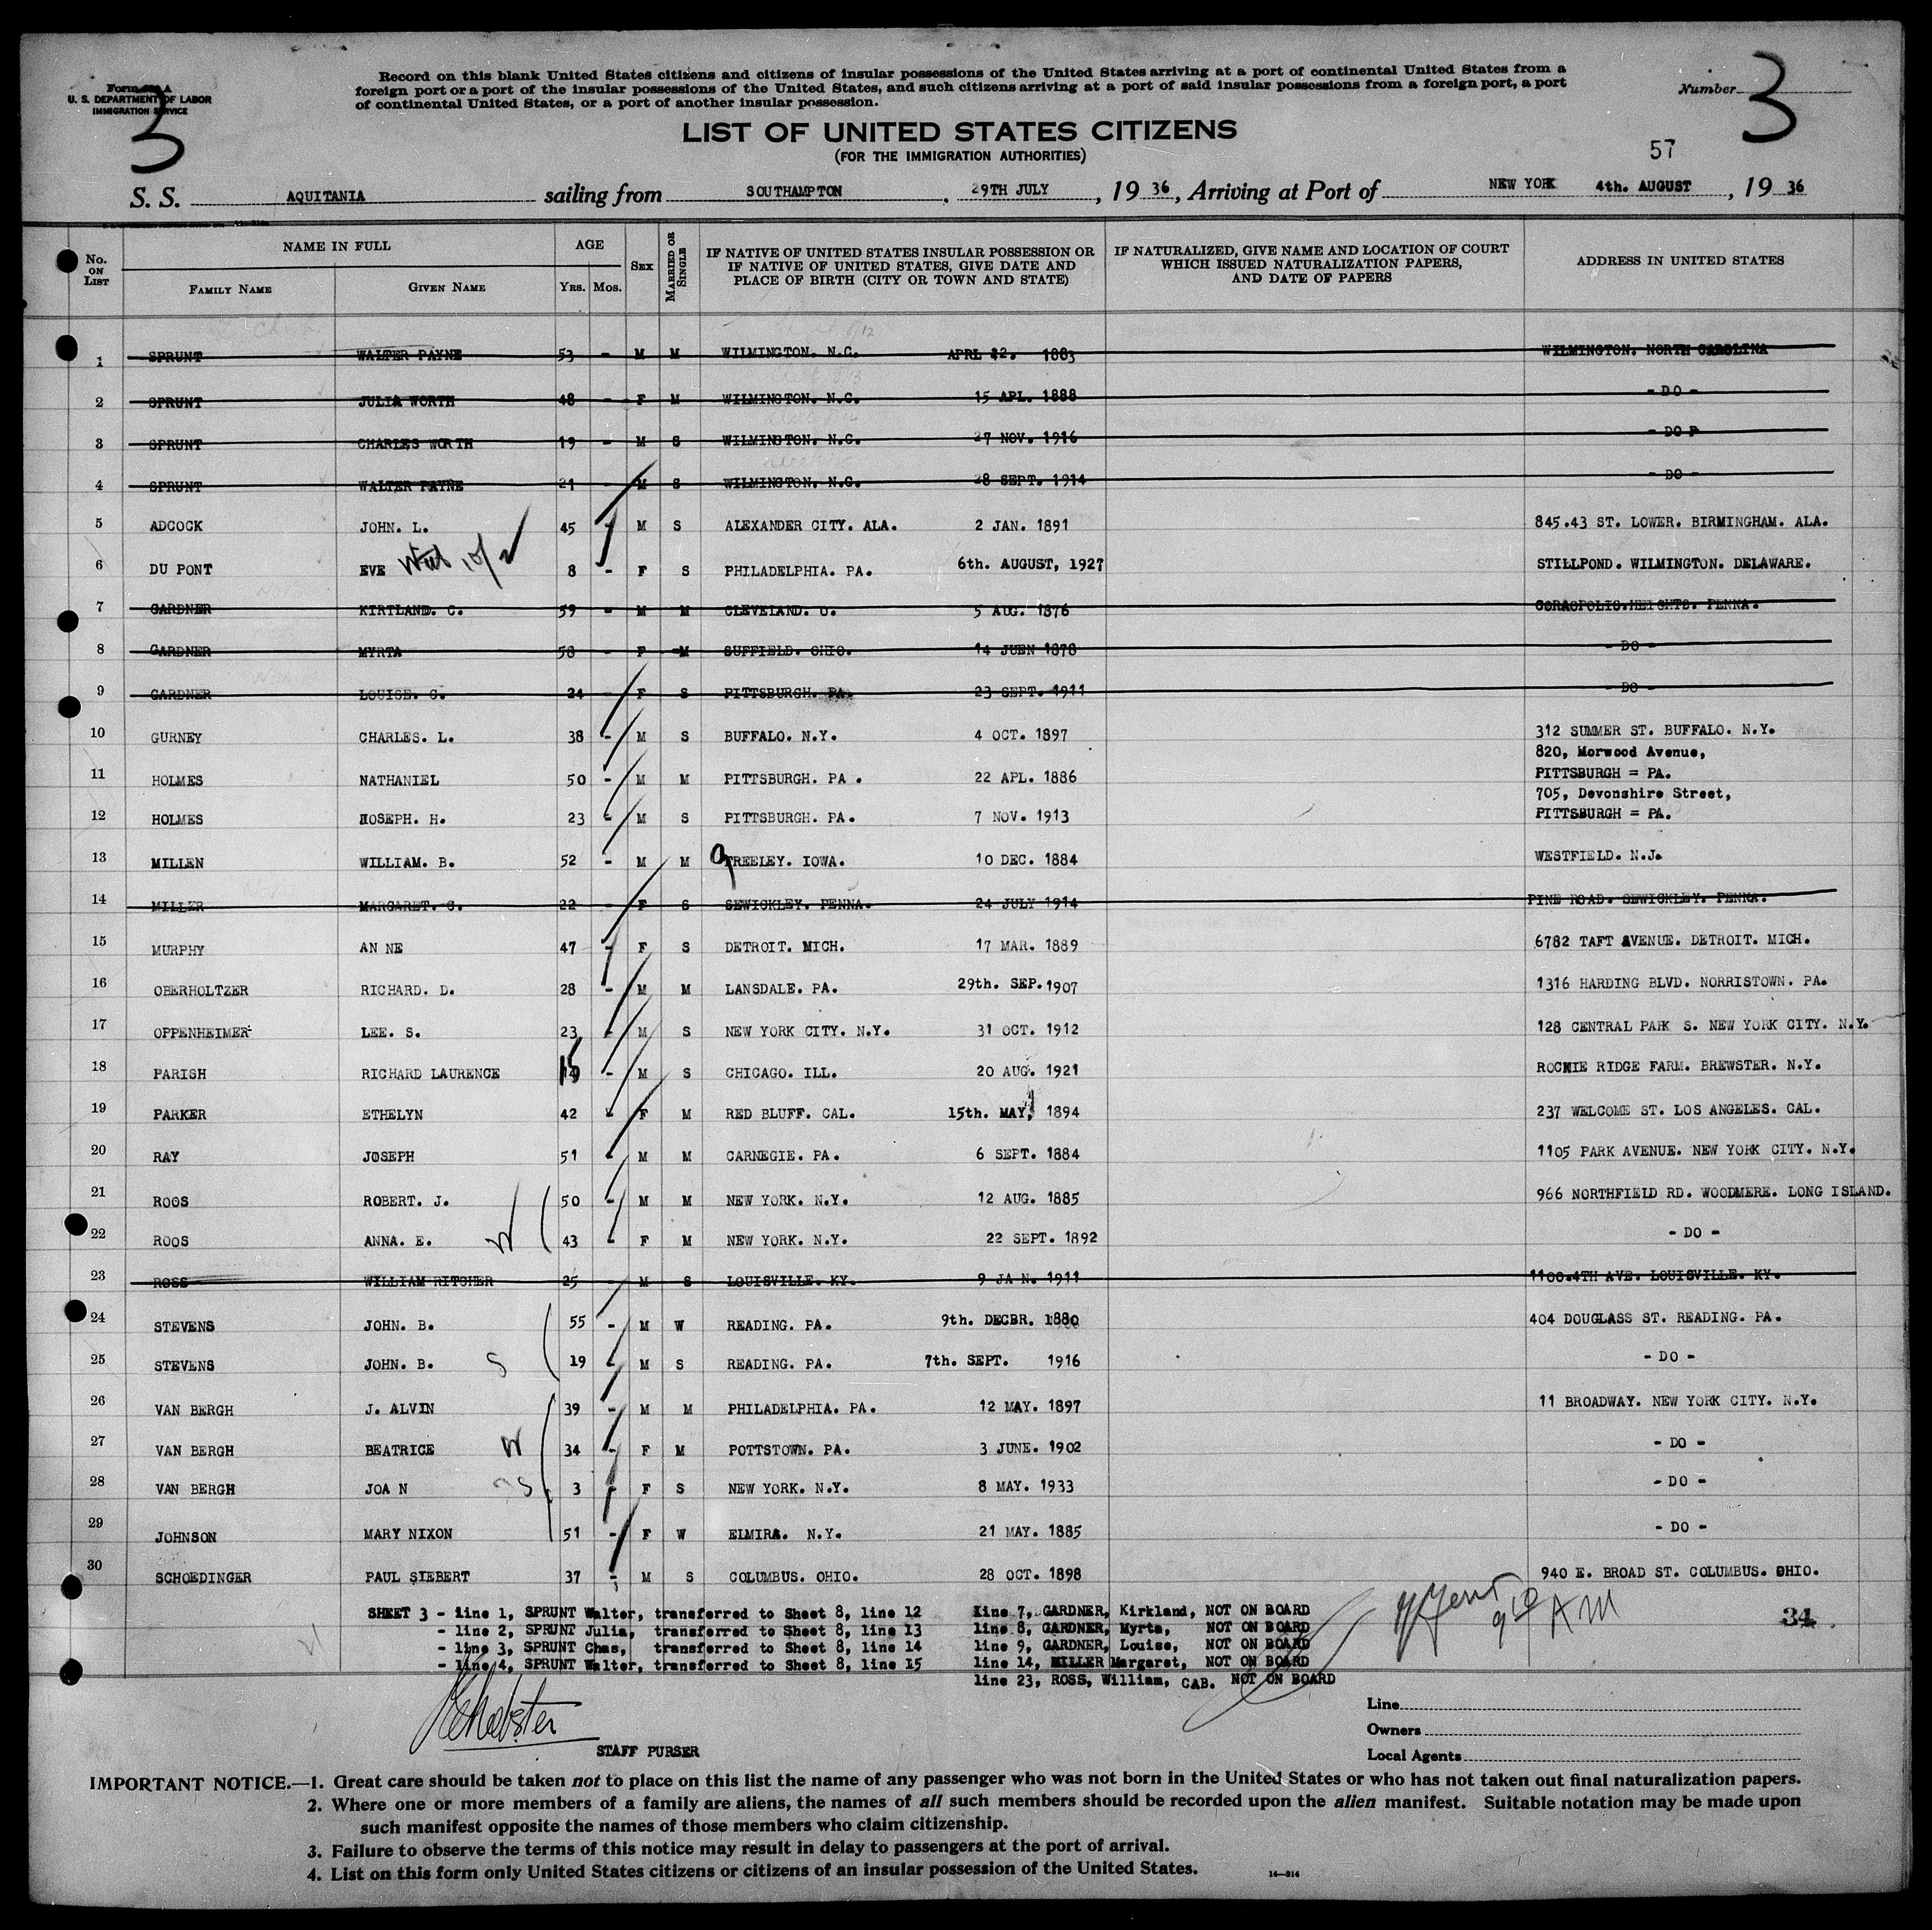 Form 630 A
U. S. DEPARTMENT OF LABOR
IMMIGRATION SERVICE
3
Record on this blank United States citizens and citizens of insular possessions of the United States arriving at a port of continental United States from a
foreign port or a port of the insular possessions of the United States, and such citizens arriving at a port of said insular possessions from a foreign port, a port
of continental United States, or a port of another insular possession.
Number 3
LIST OF UNITED STATES CITIZENS
(FOR THE IMMIGRATION AUTHORITIES)
57
S. S. AQUITANIA sailing from SOUTHAMPTON, 29TH JULY, 1936, Arriving at Port of NEW YORK 4th. AUGUST, 1936
No. ON LIST NAME IN FULL FAMILY NAME GIVEN NAME AGE YRS. MOS. SEX MARRIED OR SINGLE IF NATIVE OF UNITED STATES INSULAR POSSESSION OR IF NATIVE OF UNITED STATES, GIVE DATE AND PLACE OF BIRTH (CITY OR TOWN AND STATE) IF NATURALIZED, GIVE NAME AND LOCATION OF COURT WHICH ISSUED NATURALIZATION PAPERS, AND DATE OF PAPERS ADDRESS IN UNITED STATES
1 SPRUNT WALTER PAYNE 53 - M M WILMINGTON. N.C. APRL 22. 1883 WILMINGTON. NORTH CAROLINA
2 SPRUNT JULIA WORTH 48 - F M WILMINGTON. N.C. 15 APL. 1888 - DO -
3 SPRUNT CHARLES WORTH 19 - M S WILMINGTON. N.C. 27 NOV. 1916 - DO -
4 SPRUNT WALTER PAYNE 21 - M S WILMINGTON. N.C. 28 SEPT. 1914 - DO -
5 ADCOCK JOHN. L. 45 - M S ALEXANDER CITY. ALA. 2 JAN. 1891 845.43 ST. LOWER. BIRMINGHAM. ALA.
6 DU PONT EVE 8 - F S PHILADELPHIA. PA. 6th. AUGUST, 1927 STILLPOND. WILMINGTON. DELAWARE.
7 GARDNER KIRTLAND. C. 59 - M M CLEVELAND. O. 5 AUG. 1876 CORAOPOLIS.HEIGHTS. PENNA.
8 GARDNER MYRTA 58 - F M SUFFIELD. OHIO. 14 JUEN 1878 - DO -
9 GARDNER LOUISE. C. 24 - F S PITTSBURGH. PA. 23 SEPT. 1911 - DO -
10 GURNEY CHARLES. L. 38 - M S BUFFALO. N.Y. 4 OCT. 1897 312 SUMMER ST. BUFFALO. N.Y.
820, Morwood Avenue,
11 HOLMES NATHANIEL 50 - M M PITTSBURGH. PA . 22 APL. 1886 PITTSBURGH = PA.
705, Devonshire Street,
12 HOLMES JOSEPH. H. 23 - M S PITTSBURGH. PA. 7 NOV. 1913 PITTSBURGH = PA.
13 MILLEN WILLIAM. B. 52 - M M GREELEY. IOWA. 10 DEC. 1884 WESTFIELD. N.J.
14 MILLER MARGARET. C. 22 - F S SEWICKLEY. PENNA. 24 JULY 1914 PINE ROAD. SEWICKLEY. PENNA.
15 MURPHY AN NE 47 - F S DETROIT. MICH. 17 MAR. 1889 6782 TAFT AVENUE. DETROIT. MICH.
16 OBERHOLTZER RICHARD. D. 28 - M M LANSDALE. PA. 29th. SEP. 1907 1316 HARDING BLVD. NORRISTOWN. PA.
17 OPPENHEIMER LEE. S. 23 - M S NEW YORK CITY. N.Y. 31 OCT. 1912 128 CENTRAL PARK S. NEW YORK CITY. N.Y.
18 PARISH RICHARD LAURENCE - M S CHICAGO. ILL. 20 AUG. 1921 ROCKIE RIDGE FARM. BREWSTER. N.Y.
19 PARKER ETHELYN 42 - F M RED BLUFF. CAL. 15th. MAY, 1894 237 WELCOME ST. LOS ANGELES. CAL.
20 RAY JOSEPH 51 - M M CARNEGIE. PA. 6 SEPT. 1884 1105 PARK AVENUE. NEW YORK CITY. N.Y.
21 ROOS ROBERT. J. 50 - M M NEW YORK. N.Y. 12 AUG. 1885 966 NORTHFIELD RD. WOODMERE. LONG ISLAND.
22 ROOS ANNA. E. W 43 - F M NEW YORK. N.Y. 22 SEPT. 1892 - DO -
23 ROSS WILLIAM RITCHER 25 - M S LOUISVILLE. KY. 9 JA N. 1911 1100.4TH AVE. LOUISVILLE. KY.
24 STEVENS JOHN. B. 55 - M W READING. PA. 9th. DECBR. 1880 404 DOUGLASS ST. READING. PA.
25 STEVENS JOHN. B. S 19 - M S READING. PA. 7th. SEPT. 1916 - DO -
26 VAN BERGH J. ALVIN 39 - M M PHILADELPHIA. PA. 12 MAY. 1897 11 BROADWAY. NEW YORK CITY. N.Y.
27 VAN BERGH BEATRICE W 34 - F M POTTSTOWN. PA. 3 JUNE. 1902 - DO -
28 VAN BERGH JOA N 3 - F S NEW YORK. N.Y. 8 MAY. 1933 - DO -
29 JOHNSON MARY NIXON 51 - F W ELMIRA. N.Y. 21 MAY. 1885 - DO -
30 SCHOEDINGER PAUL SIEBERT 37 - M S COLUMBUS. OHIO. 28 OCT. 1898 940 E. BROAD ST. COLUMBUS. OHIO.
SHEET 3 - line 1, SPRUNT Walter, transferred to Sheet 8, line 12 Line 7, GARDNER, Kirkland, NOT ON BOARD
- line 2, SPRUNT Julia, transferred to Sheet 8, line 13 line 8, GARDNER, Myrta, NOT ON BOARD
- line 3, SPRUNT Chas, transferred to Sheet 8, line 14 line 9, GARDNER, Louise, NOT ON BOARD
- line 4, SPRUNT Walter, transferred to Sheet 8, line 15 line 14, MILLER Margaret, NOT ON BOARD
line 23, ROSS, William, CAB. NOT ON BOARD
AM
34
STAFF PURSER
Line
Owners
Local Agents
IMPORTANT NOTICE.—1. Great care should be taken not to place on this list the name of any passenger who was not born in the United States or who has not taken out final naturalization papers.
2. Where one or more members of a family are aliens, the names of all such members should be recorded upon the alien manifest. Suitable notation may be made upon
such manifest opposite the names of those members who claim citizenship.
3. Failure to observe the terms of this notice may result in delay to passengers at the port of arrival.
4. List on this form only United States citizens or citizens of an insular possession of the United States.
14—214